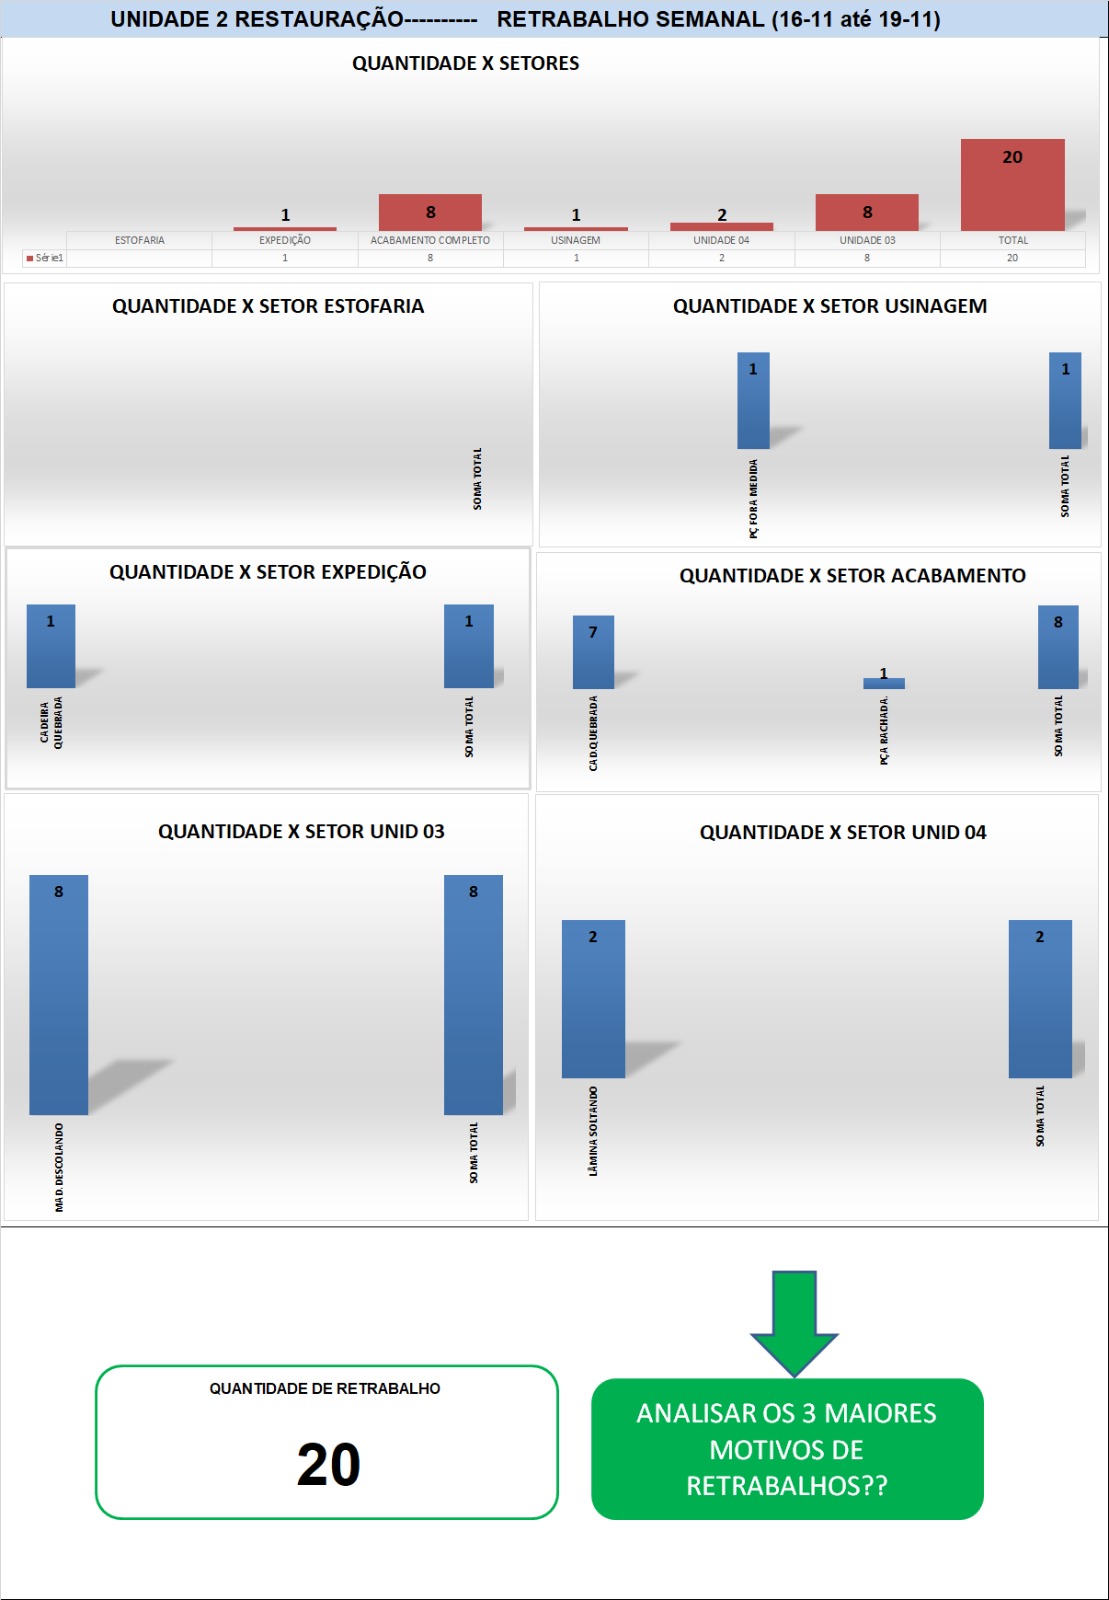 UNIDADE 2 RESTAURAÇÃO---------- RETRABALHO SEMANAL (16-11 até 19-11)
QUANTIDADE X SETORES
1
8
1
2
8
20
ESTOFARIA EXPEDIÇÃO ACABAMENTO COMPLETO USINAGEM UNIDADE 04 UNIDADE 03 TOTAL
Série1 1 8 1 2 8 20
QUANTIDADE X SETOR ESTOFARIA
SOMA TOTAL
QUANTIDADE X SETOR USINAGEM
1
1
PÇ FORA MEDIDA
SOMA TOTAL
QUANTIDADE X SETOR EXPEDIÇÃO
1
1
CADEIRA
QUEBRADA
SOMA TOTAL
QUANTIDADE X SETOR ACABAMENTO
7
1
8
CAD.QUEBRADA
PÇA RACHADA.
SOMA TOTAL
QUANTIDADE X SETOR UNID 03
8
8
MAD. DESCOLANDO
SOMA TOTAL
QUANTIDADE X SETOR UNID 04
2
2
LÂMINA SOLTANDO
SOMA TOTAL
QUANTIDADE DE RETRABALHO
20
ANALISAR OS 3 MAIORES
MOTIVOS DE
RETRABALHOS??